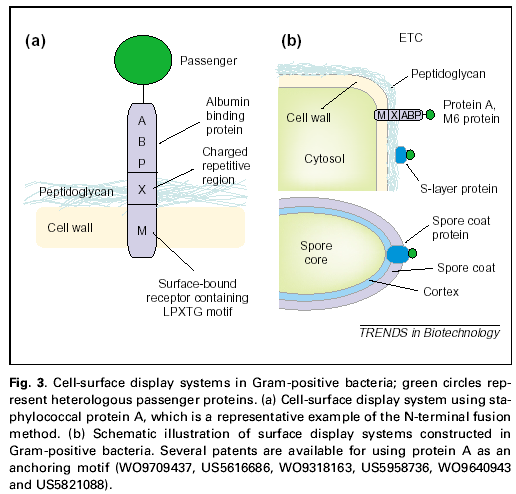 (a)
Passenger
A
B
P
X
M
Albumin
binding
protein
Charged
repetitive
region
Peptidoglycan
Cell wall
Surface-bound
receptor containing
LPXTG motif
(b)
ETC
Peptidoglycan
Cell wall
M X ABP
Protein A,
M6 protein
Cytosol
S-layer protein
Spore coat
protein
Spore
core
Spore coat
Cortex
TRENDS in Biotechnology
Fig. 3. Cell-surface display systems in Gram-positive bacteria; green circles rep-
resent heterologous passenger proteins. (a) Cell-surface display system using sta-
phylococcal protein A, which is a representative example of the N-terminal fusion
method. (b) Schematic illustration of surface display systems constructed in
Gram-positive bacteria. Several patents are available for using protein A as an
anchoring motif (WO9709437, US5616686, WO9318163, US5958736, WO9640943
and US5821088).